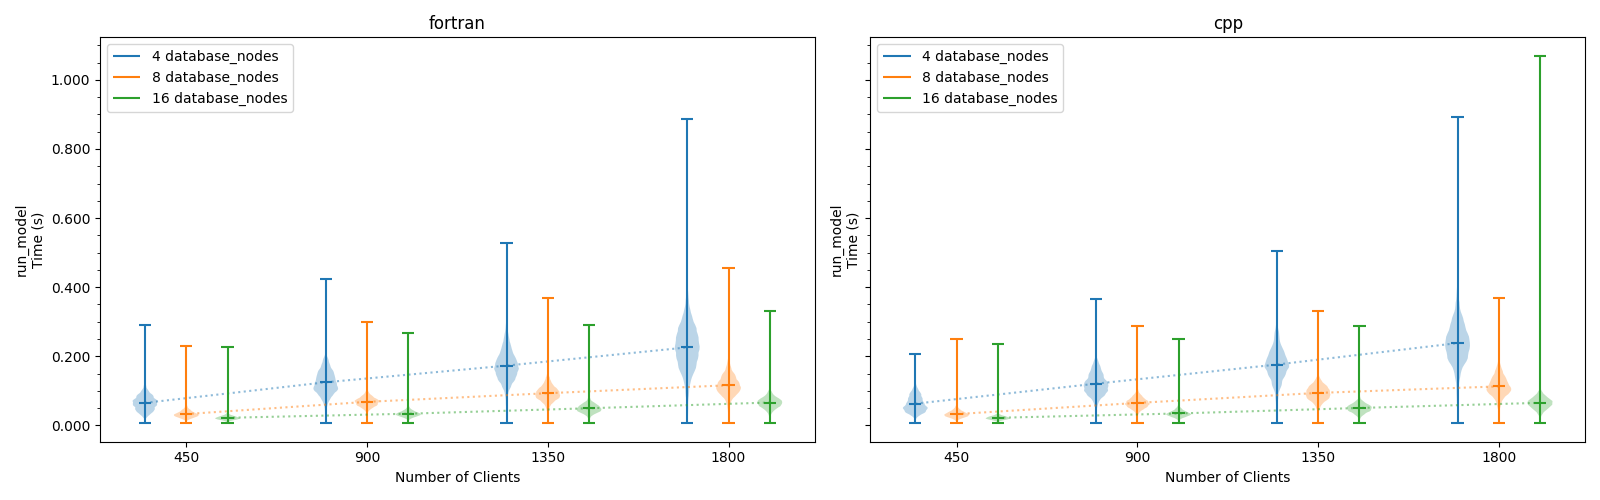 fortran
4 database_nodes
8 database_nodes
16 database_nodes
1.000
0.800
0.600
0.400
0.200
0.000
run_model
Time (s)
450
900
1350
1800
Number of Clients
cpp
4 database_nodes
8 database_nodes
16 database_nodes
run_model
Time (s)
450
900
1350
1800
Number of Clients